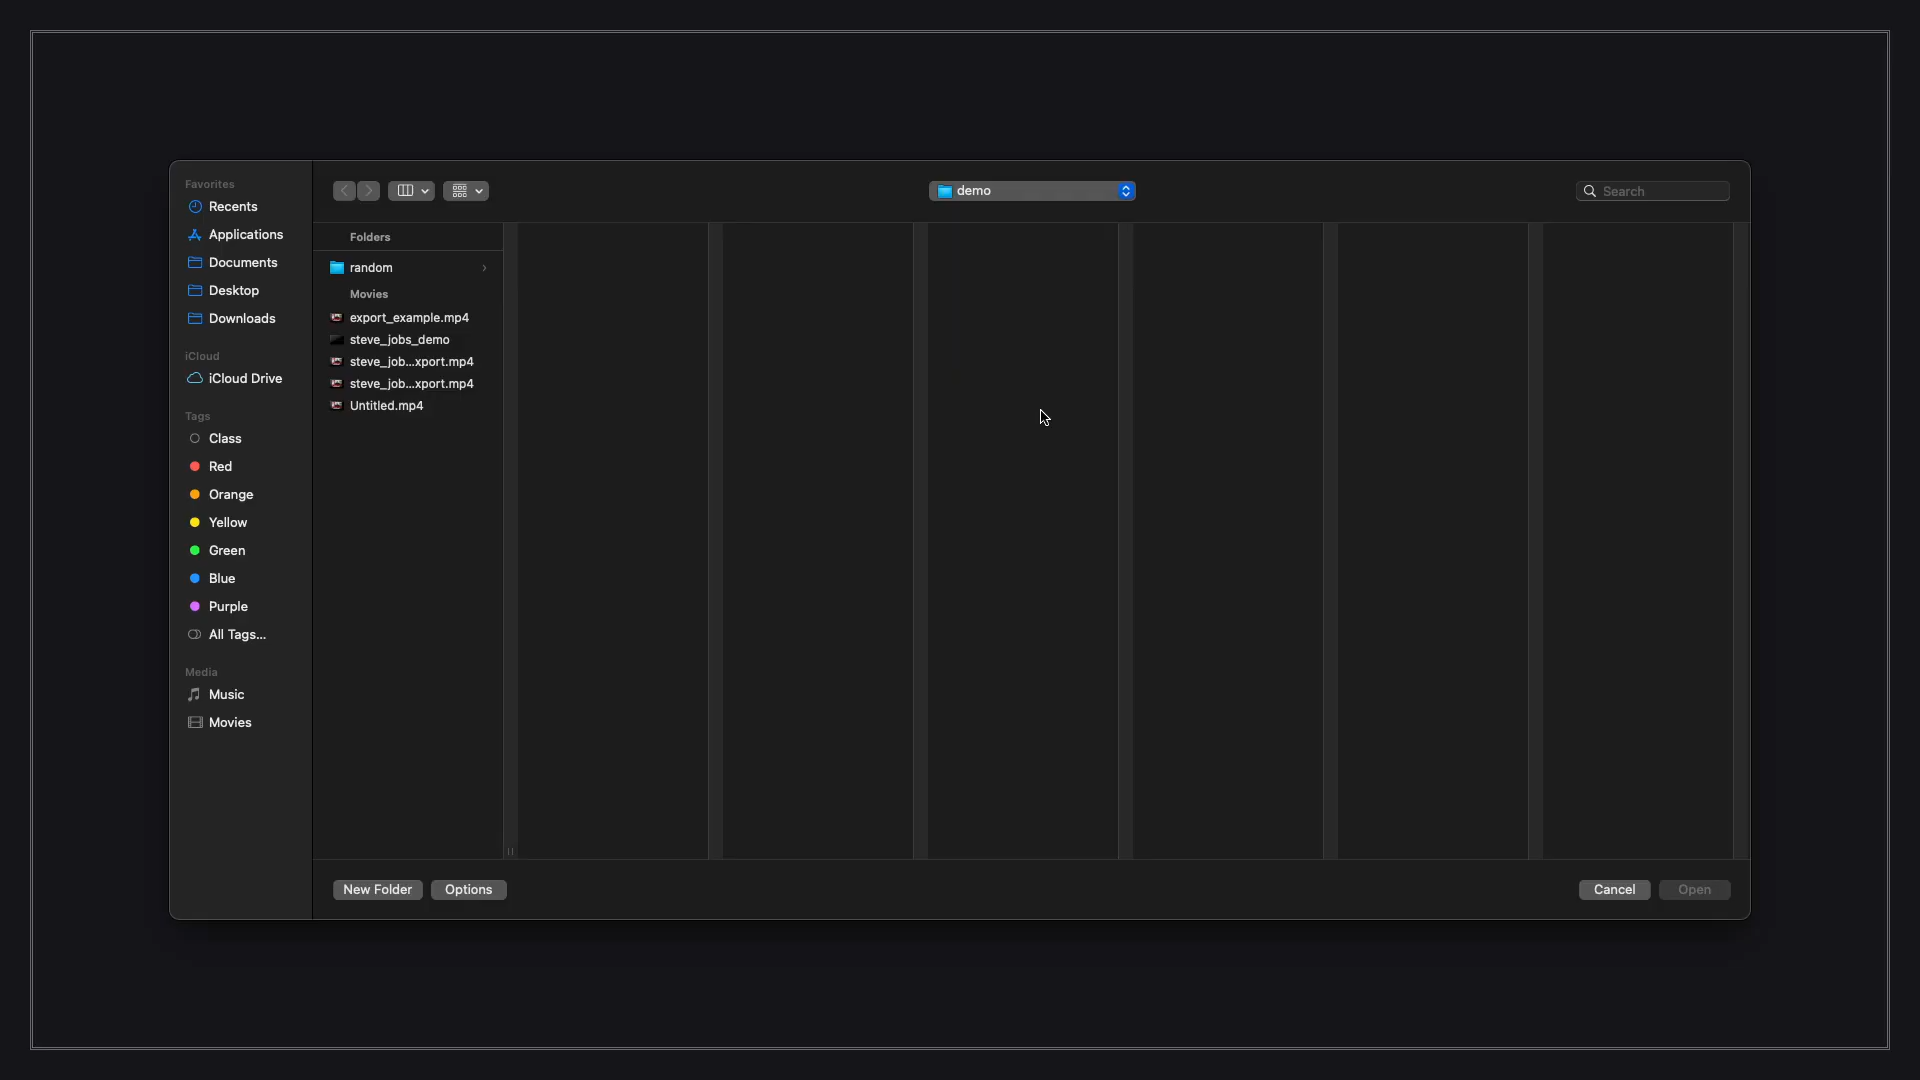 Favorites
Recents
Applications
Documents
Desktop
Downloads
iCloud
iCloud Drive
Tags
Class
Red
Orange
Yellow
Green
Blue
Purple
All Tags...
Media
Music
Movies
demo
Search
Folders
random
Movies
export_example.mp4
steve_jobs_demo
steve_job...xport.mp4
steve_job...xport.mp4
Untitled.mp4
New Folder
Options
Cancel
Open